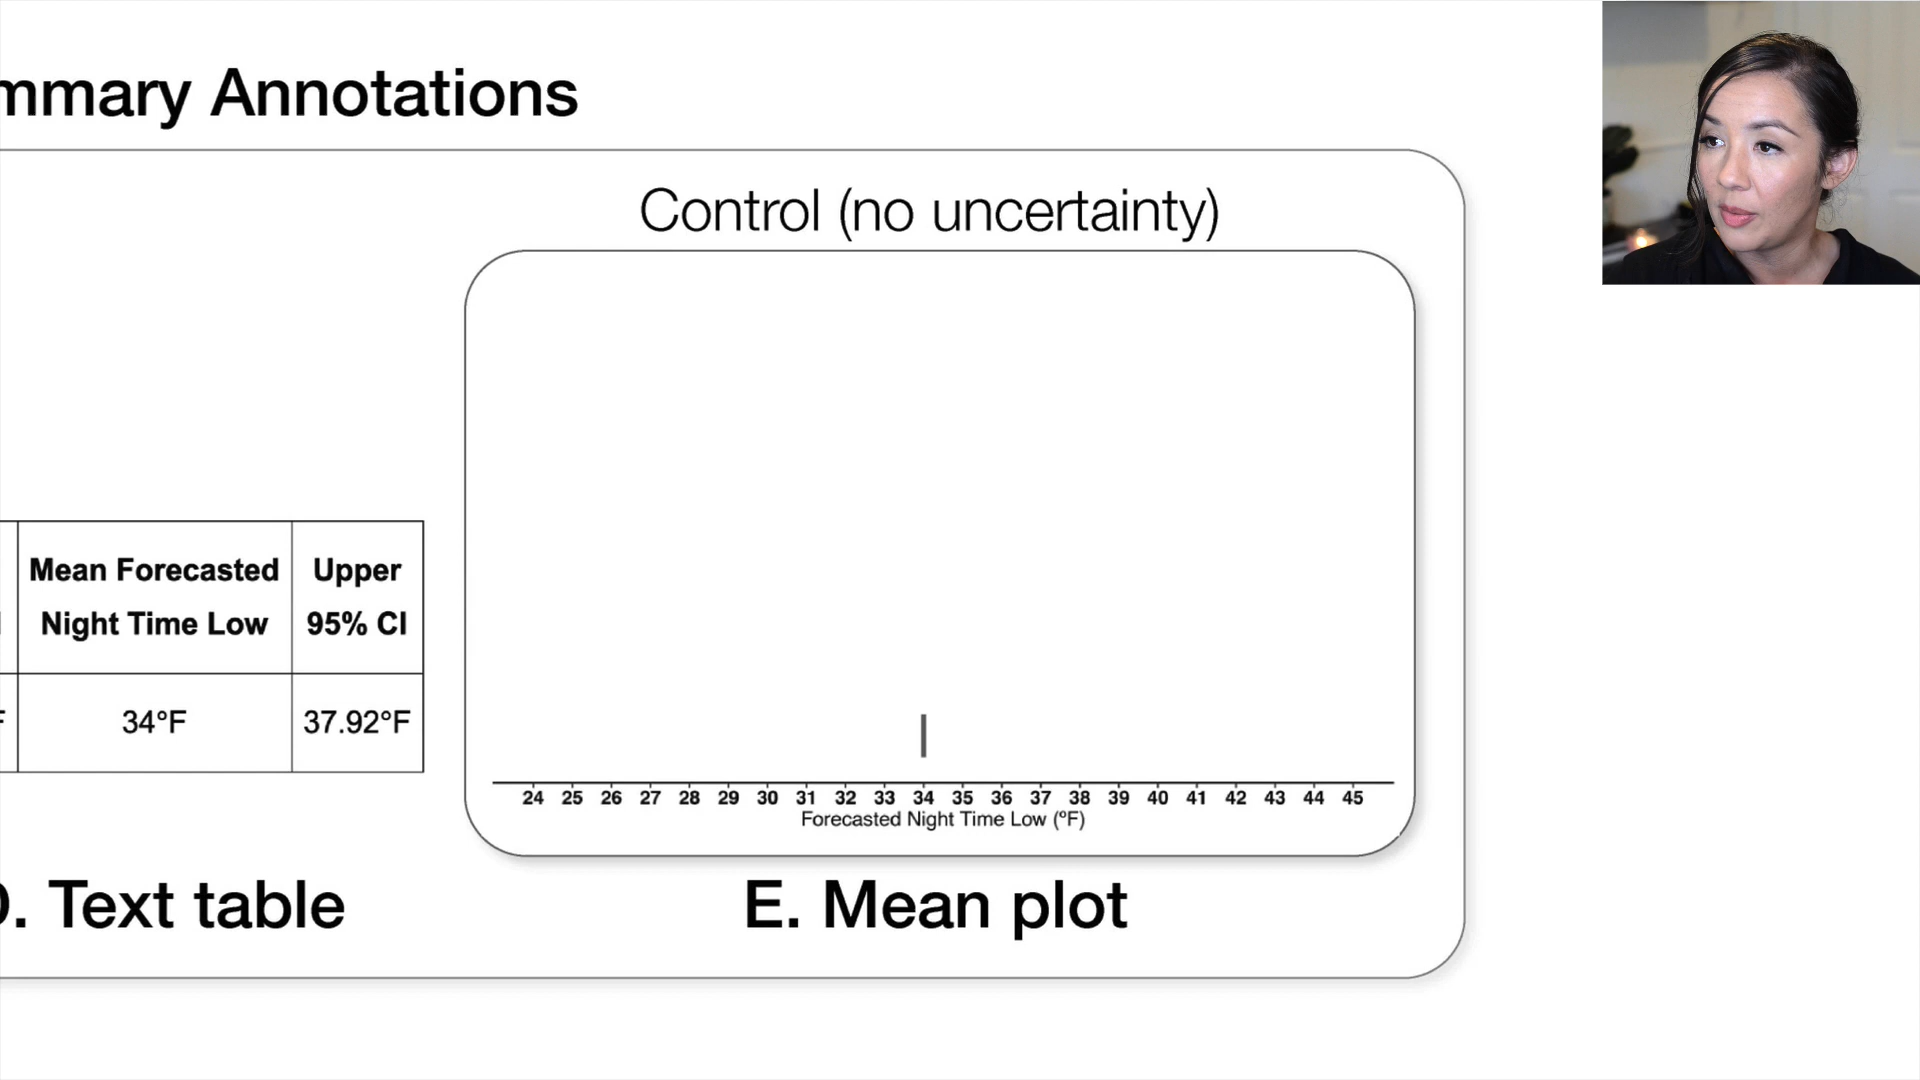 mmary Annotations
Control (no uncertainty)
Mean Forecasted
Night Time Low
Upper
95% CI
34°F
37.92°F
24 25 26 27 28 29 30 31 32 33 34 35 36 37 38 39 40 41 42 43 44 45
Forecasted Night Time Low (ºF)
. Text table
E. Mean plot